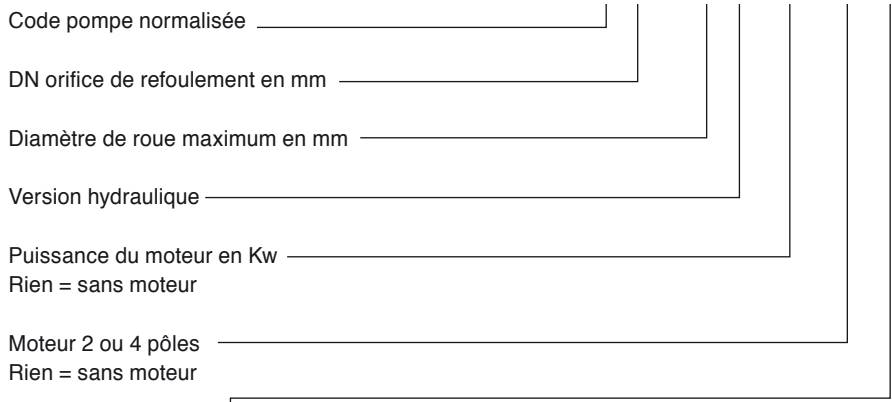 Code pompe normalisée
DN orifice de refoulement en mm
Diamètre de roue maximum en mm
Version hydraulique
Puissance du moteur en Kw
Rien = sans moteur
Moteur 2 ou 4 pôles
Rien = sans moteur